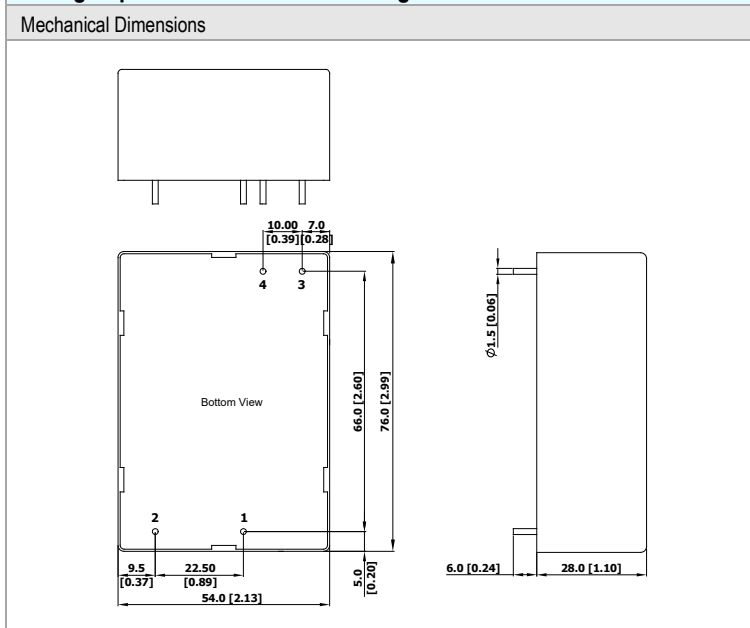 Mechanical Dimensions
10.00 7.0
[0.39][0.28]
4 3
Ø1.5 [0.06]
Bottom View
66.0 [2.60]
76.0 [2.99]
2 1
9.5 22.50
[0.37] [0.89]
5.0
[0.20]
54.0 [2.13]
6.0 [0.24] 28.0 [1.10]